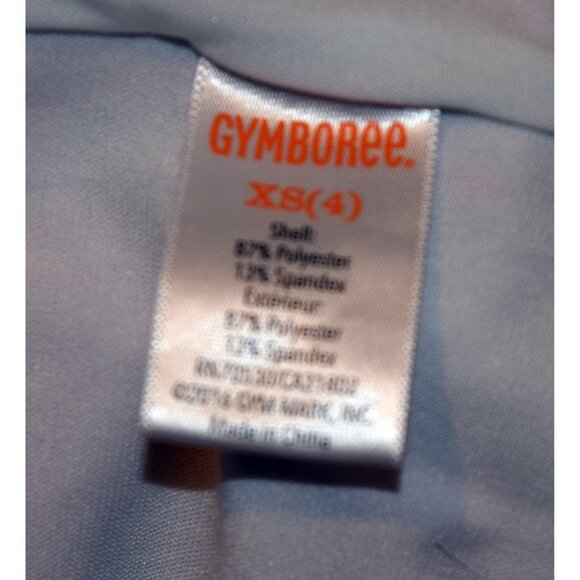 GYMBOREE.
XS(4)
Shell:
87% Polyester
13% Spandex
Extérieur
87% Polyester
13% Spandex
©2016 GYM-MARK, INC.
Made in China